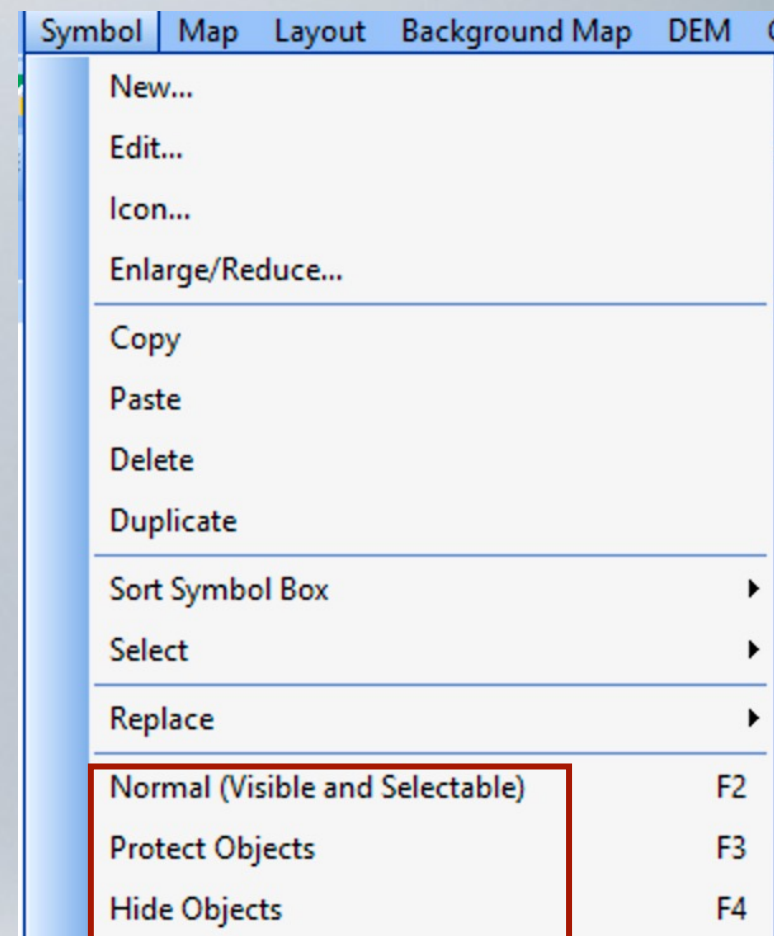 Symbol Map Layout Background Map DEM
New...
Edit...
Icon...
Enlarge/Reduce...
Copy
Paste
Delete
Duplicate
Sort Symbol Box
Select
Replace
Normal (Visible and Selectable) F2
Protect Objects F3
Hide Objects F4